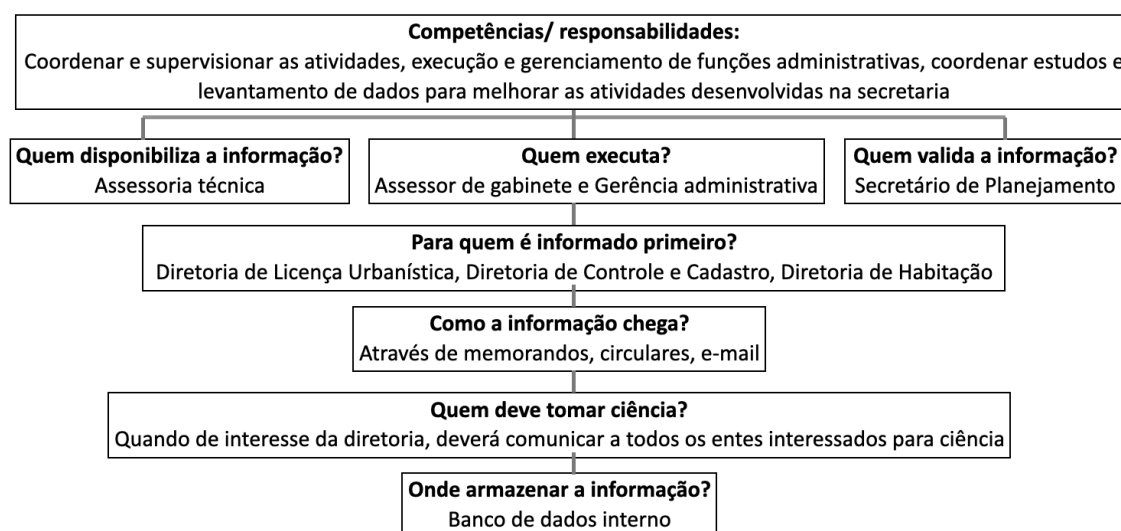 Competências/ responsabilidades:
Coordenar e supervisionar as atividades, execução e gerenciamento de funções administrativas, coordenar estudos e
levantamento de dados para melhorar as atividades desenvolvidas na secretaria
Quem disponibiliza a informação?
Assessoria técnica
Quem executa?
Assessor de gabinete e Gerência administrativa
Quem valida a informação?
Secretário de Planejamento
Para quem é informado primeiro?
Diretoria de Licença Urbanística, Diretoria de Controle e Cadastro, Diretoria de Habitação
Como a informação chega?
Através de memorandos, circulares, e-mail
Quem deve tomar ciência?
Quando de interesse da diretoria, deverá comunicar a todos os entes interessados para ciência
Onde armazenar a informação?
Banco de dados interno